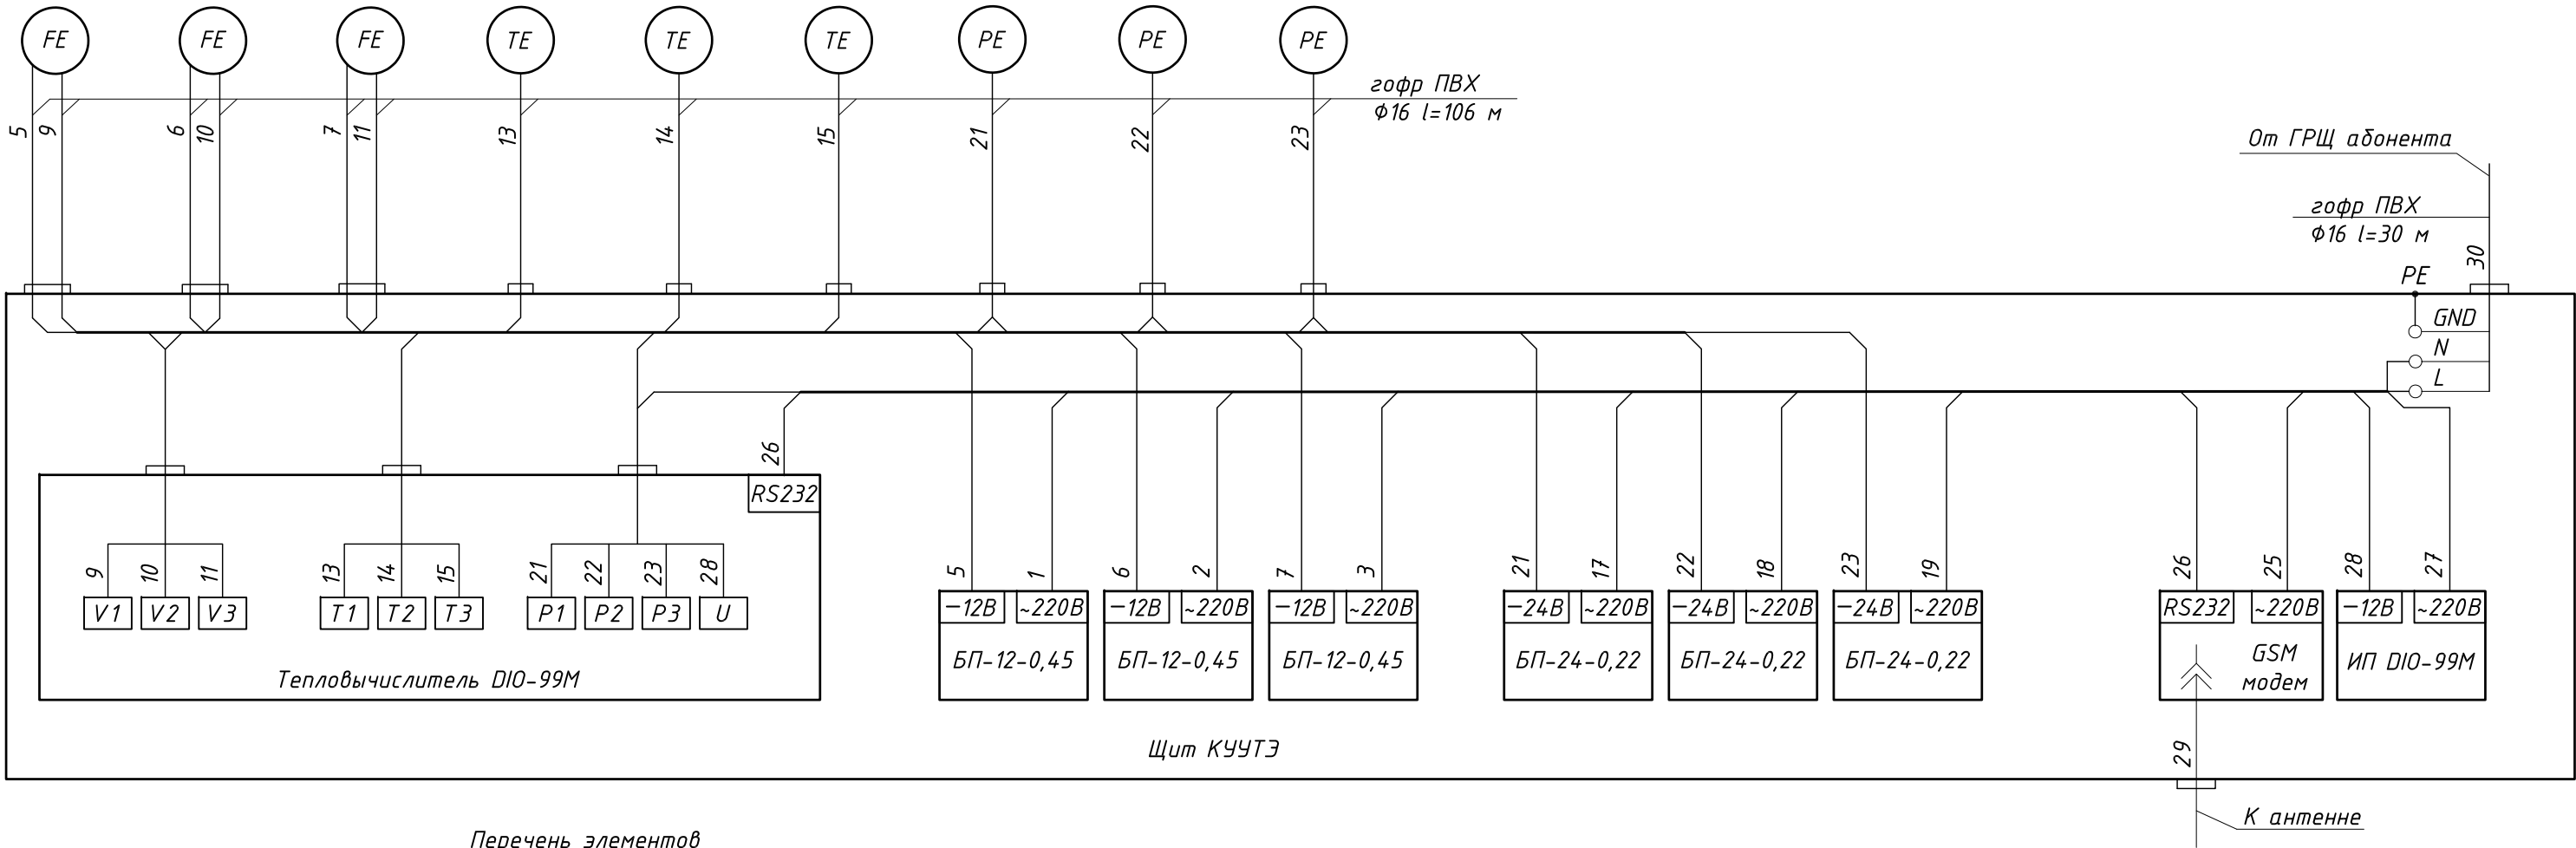 FE FE FE TE TE TE PE PE PE
гофр ПВХ
Ф16 l=106 м
5 9 6 10 7 11 13 14 15 21 22 23
От ГРЩ абонента
гофр ПВХ
Ф16 l=30 м
30
PE
GND
N
L
26
RS232
9 10 11 13 14 15 21 22 23 28
V1 V2 V3 T1 T2 T3 P1 P2 P3 U
Тепловычислитель DIO-99М
5 1 6 2 7 3 21 17 22 18 23 19 26 25 28 27
−12В ~220В −12В ~220В −12В ~220В −24В ~220В −24В ~220В −24В ~220В RS232 ~220В −12В ~220В
БП-12-0,45 БП-12-0,45 БП-12-0,45 БП-24-0,22 БП-24-0,22 БП-24-0,22
GSM
модем
ИП DIO-99М
Щит КУУТЭ
29
К антенне
Перечень элементов